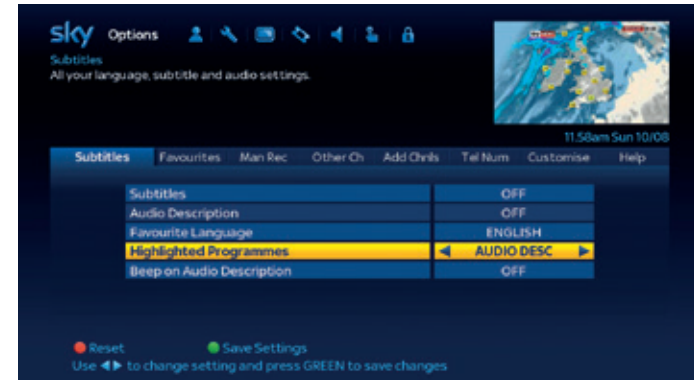 sky Options
Subtitles
All your language, subtitle and audio settings.
11.58am Sun 10/08
Subtitles Favourites Man Rec Other Ch Add Chnls Tel Num Customise Help
Subtitles OFF
Audio Description OFF
Favourite Language ENGLISH
Highlighted Programmes AUDIO DESC
Beep on Audio Description OFF
Reset Save Settings
Use ◀▶ to change setting and press GREEN to save changes